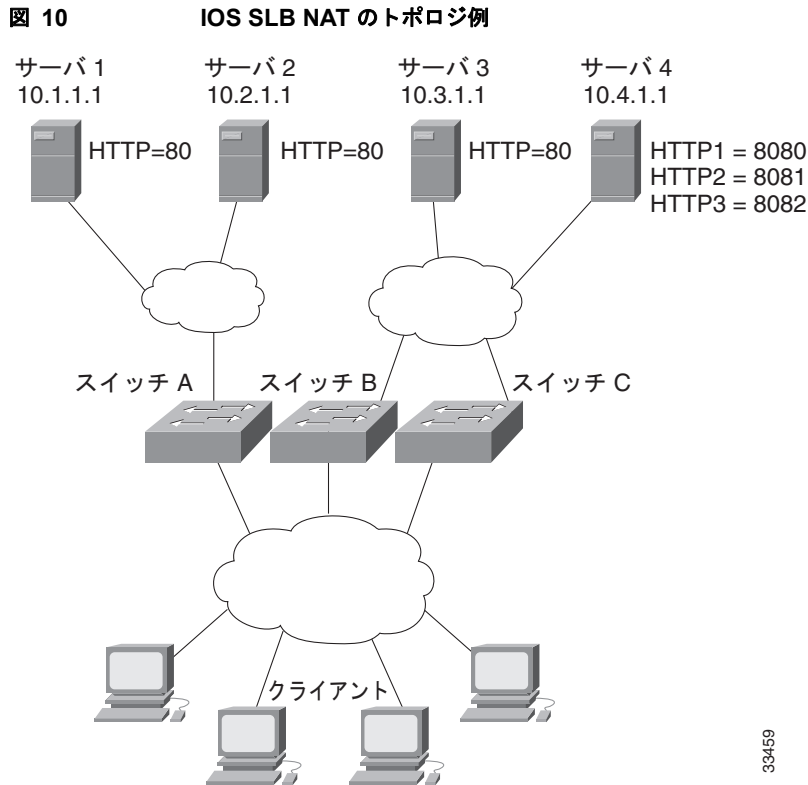 図 10 IOS SLB NAT のトポロジ例
サーバ 1
10.1.1.1
サーバ 2
10.2.1.1
サーバ 3
10.3.1.1
サーバ 4
10.4.1.1
HTTP=80
HTTP=80
HTTP=80
HTTP1 = 8080
HTTP2 = 8081
HTTP3 = 8082
スイッチ A
スイッチ B
スイッチ C
クライアント
33459